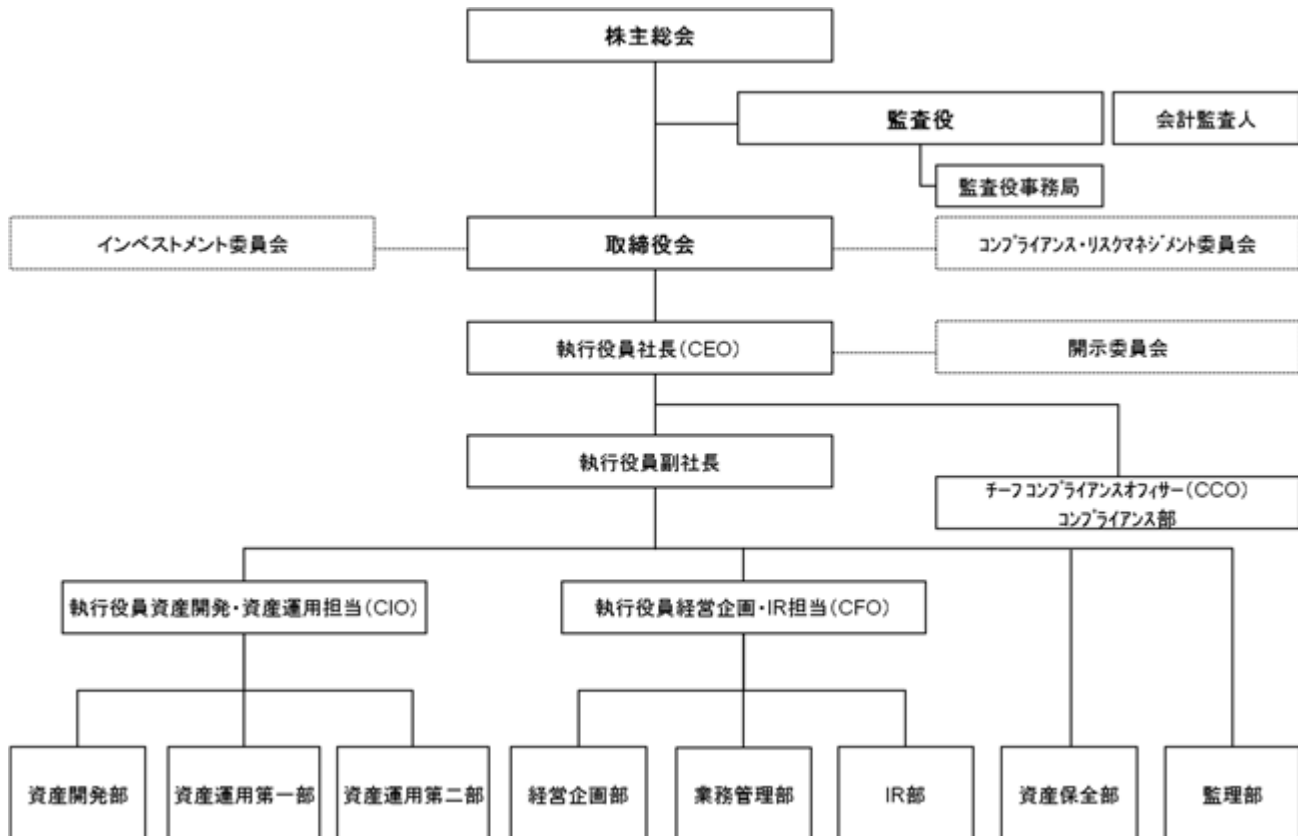 株主総会
監査役
会計監査人
監査役事務局
インベストメント委員会
取締役会
コンプライアンス・リスクマネジメント委員会
執行役員社長(CEO)
開示委員会
執行役員副社長
チーフコンプライアンスオフィサー(CCO)
コンプライアンス部
執行役員資産開発・資産運用担当(CIO)
執行役員経営企画・IR担当(CFO)
資産開発部
資産運用第一部
資産運用第二部
経営企画部
業務管理部
IR部
資産保全部
監理部